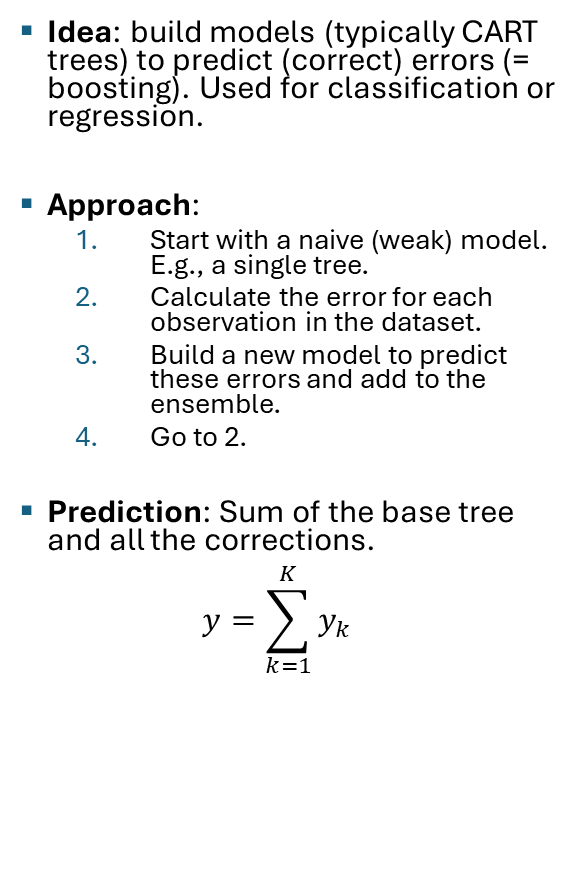 ▪ Idea: build models (typically CART
trees) to predict (correct) errors (=
boosting). Used for classification or
regression.
▪ Approach:
1. Start with a naive (weak) model.
E.g., a single tree.
2. Calculate the error for each
observation in the dataset.
3. Build a new model to predict
these errors and add to the
ensemble.
4. Go to 2.
▪ Prediction: Sum of the base tree
and all the corrections.
K
y = ∑ yₖ
k=1